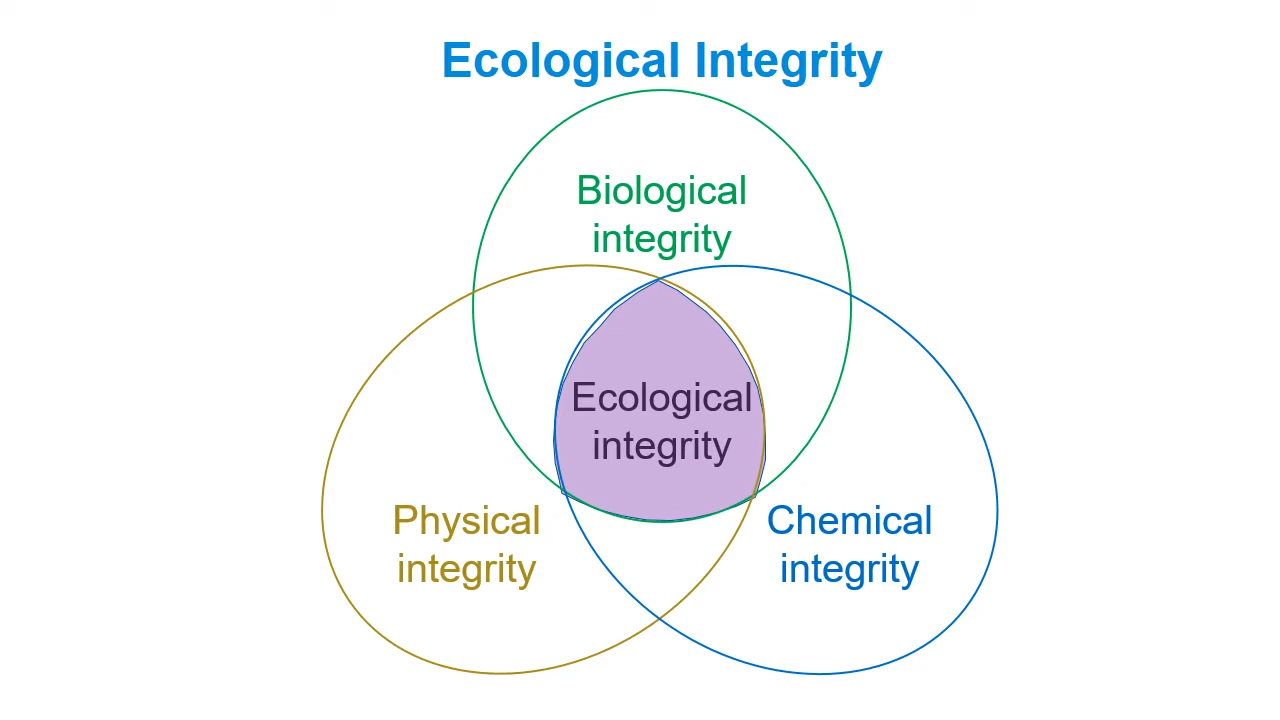 Ecological Integrity
Biological
integrity
Ecological
integrity
Physical
integrity
Chemical
integrity